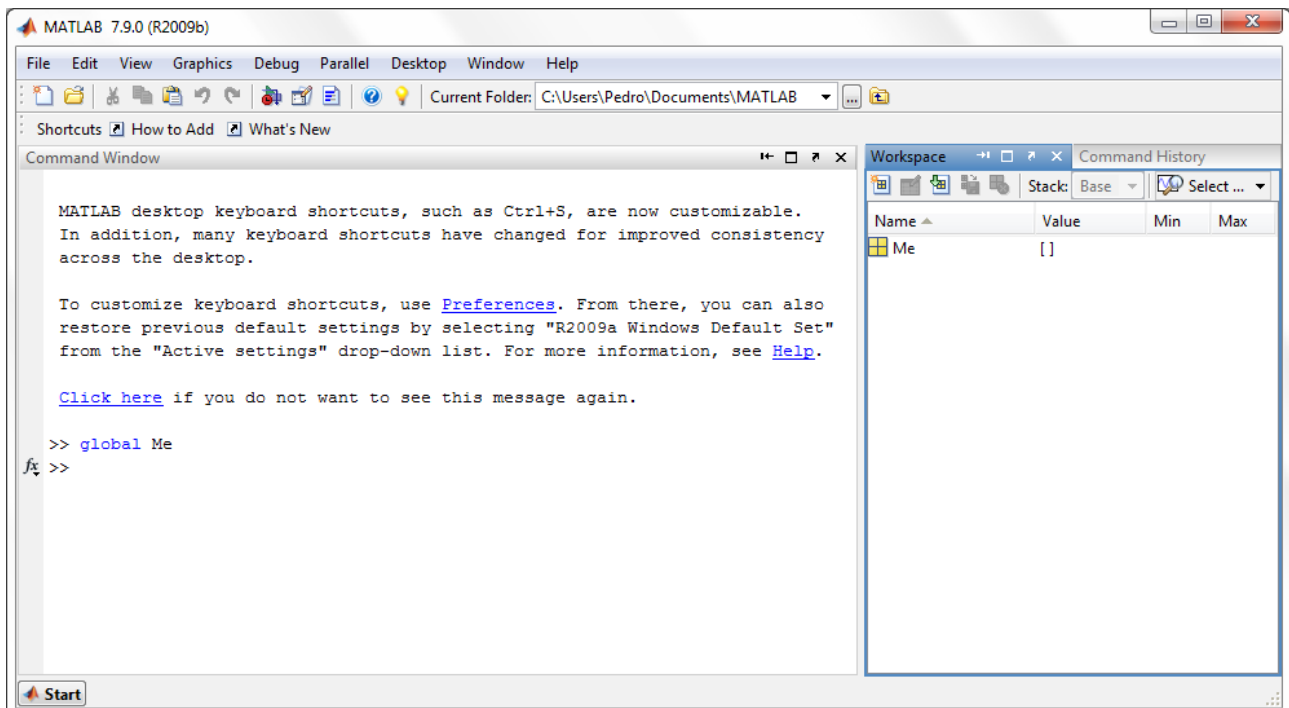 MATLAB 7.9.0 (R2009b)
File Edit View Graphics Debug Parallel Desktop Window Help
Current Folder: C:\Users\Pedro\Documents\MATLAB
Shortcuts How to Add What's New
Command Window
MATLAB desktop keyboard shortcuts, such as Ctrl+S, are now customizable.
In addition, many keyboard shortcuts have changed for improved consistency
across the desktop.
To customize keyboard shortcuts, use Preferences. From there, you can also
restore previous default settings by selecting "R2009a Windows Default Set"
from the "Active settings" drop-down list. For more information, see Help.
Click here if you do not want to see this message again.
>> global Me
fx >>
Workspace Command History
Stack: Base Select ...
Name Value Min Max
Me []
Start